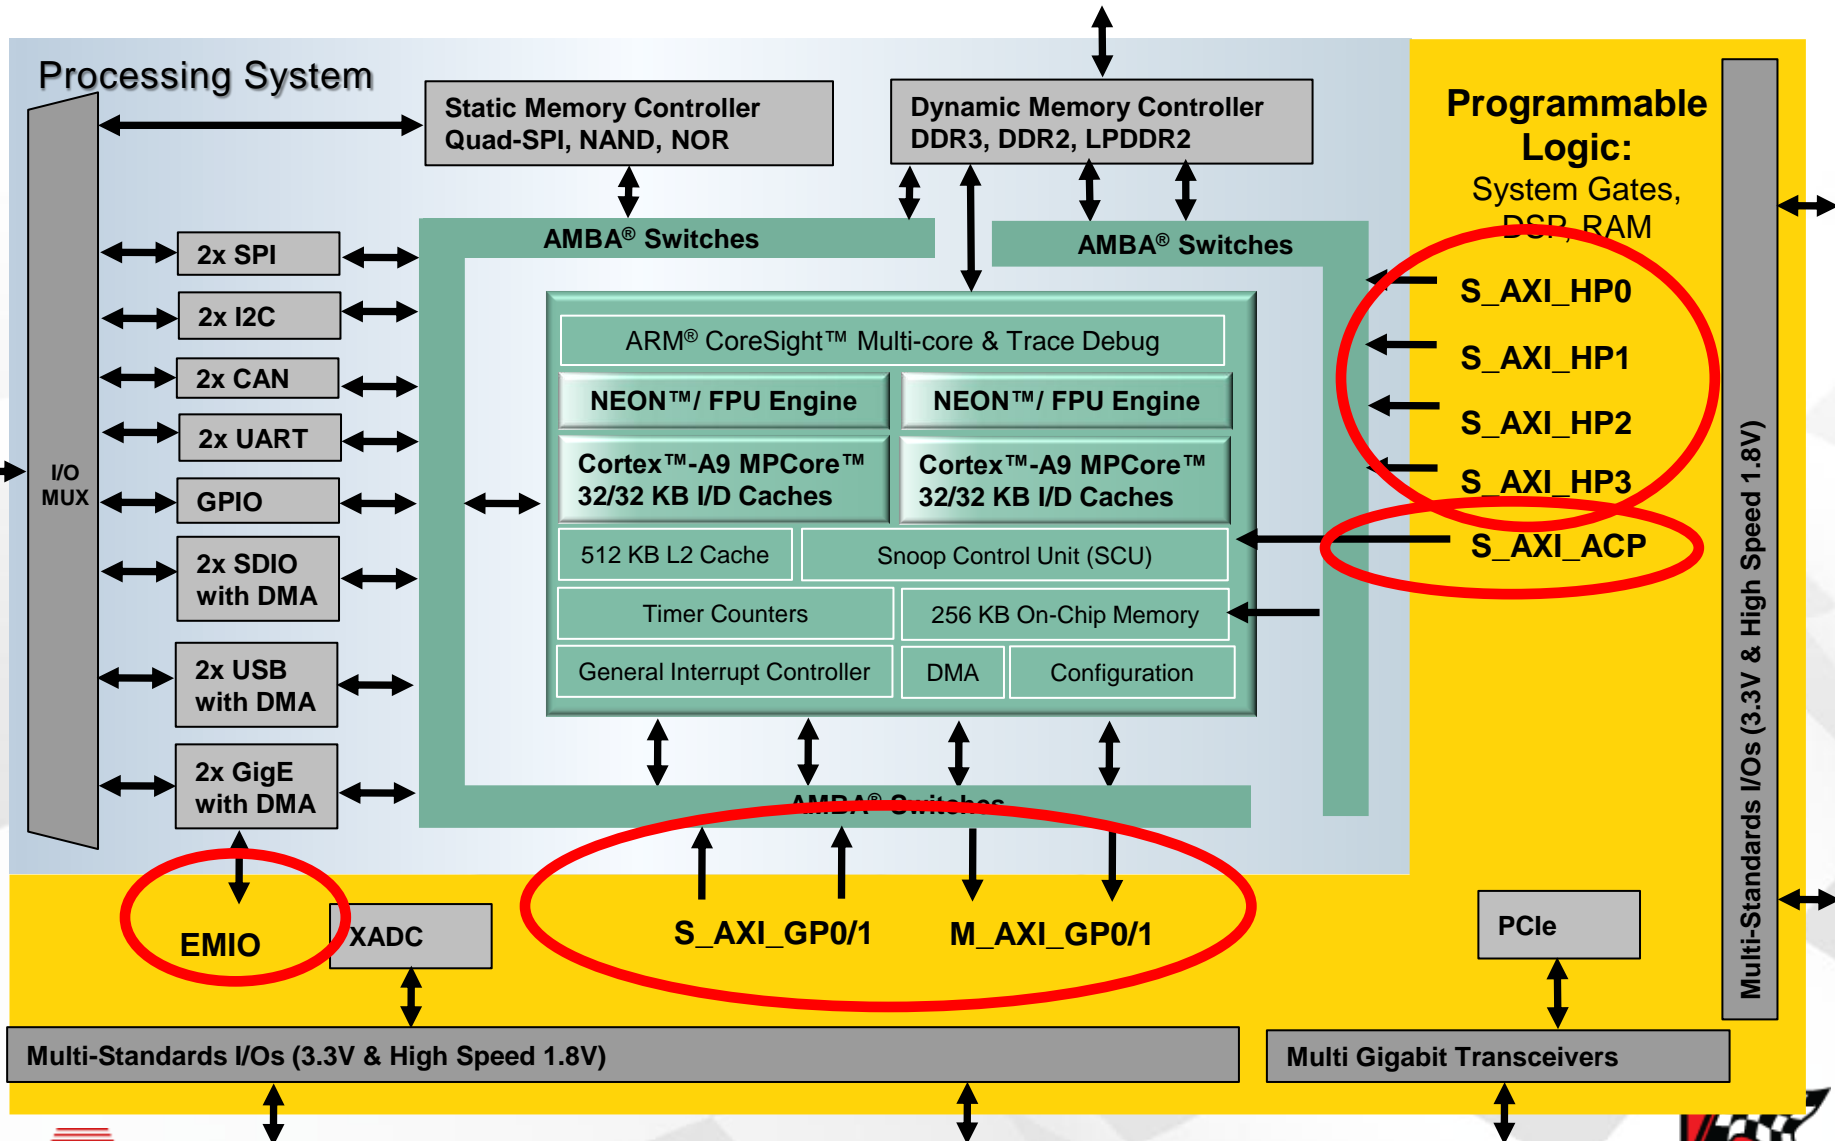 Processing System
Static Memory Controller
Quad-SPI, NAND, NOR
Dynamic Memory Controller
DDR3, DDR2, LPDDR2
Programmable
Logic:
System Gates,
DSP, RAM
I/O
MUX
2x SPI
2x I2C
2x CAN
2x UART
GPIO
2x SDIO
with DMA
2x USB
with DMA
2x GigE
with DMA
AMBA® Switches
AMBA® Switches
ARM® CoreSight™ Multi-core & Trace Debug
NEON™/ FPU Engine
NEON™/ FPU Engine
Cortex™-A9 MPCore™
32/32 KB I/D Caches
Cortex™-A9 MPCore™
32/32 KB I/D Caches
512 KB L2 Cache
Snoop Control Unit (SCU)
Timer Counters
256 KB On-Chip Memory
General Interrupt Controller
DMA
Configuration
AMBA® Switches
S_AXI_HP0
S_AXI_HP1
S_AXI_HP2
S_AXI_HP3
S_AXI_ACP
Multi-Standards I/Os (3.3V & High Speed 1.8V)
EMIO
XADC
S_AXI_GP0/1
M_AXI_GP0/1
PCIe
Multi-Standards I/Os (3.3V & High Speed 1.8V)
Multi Gigabit Transceivers